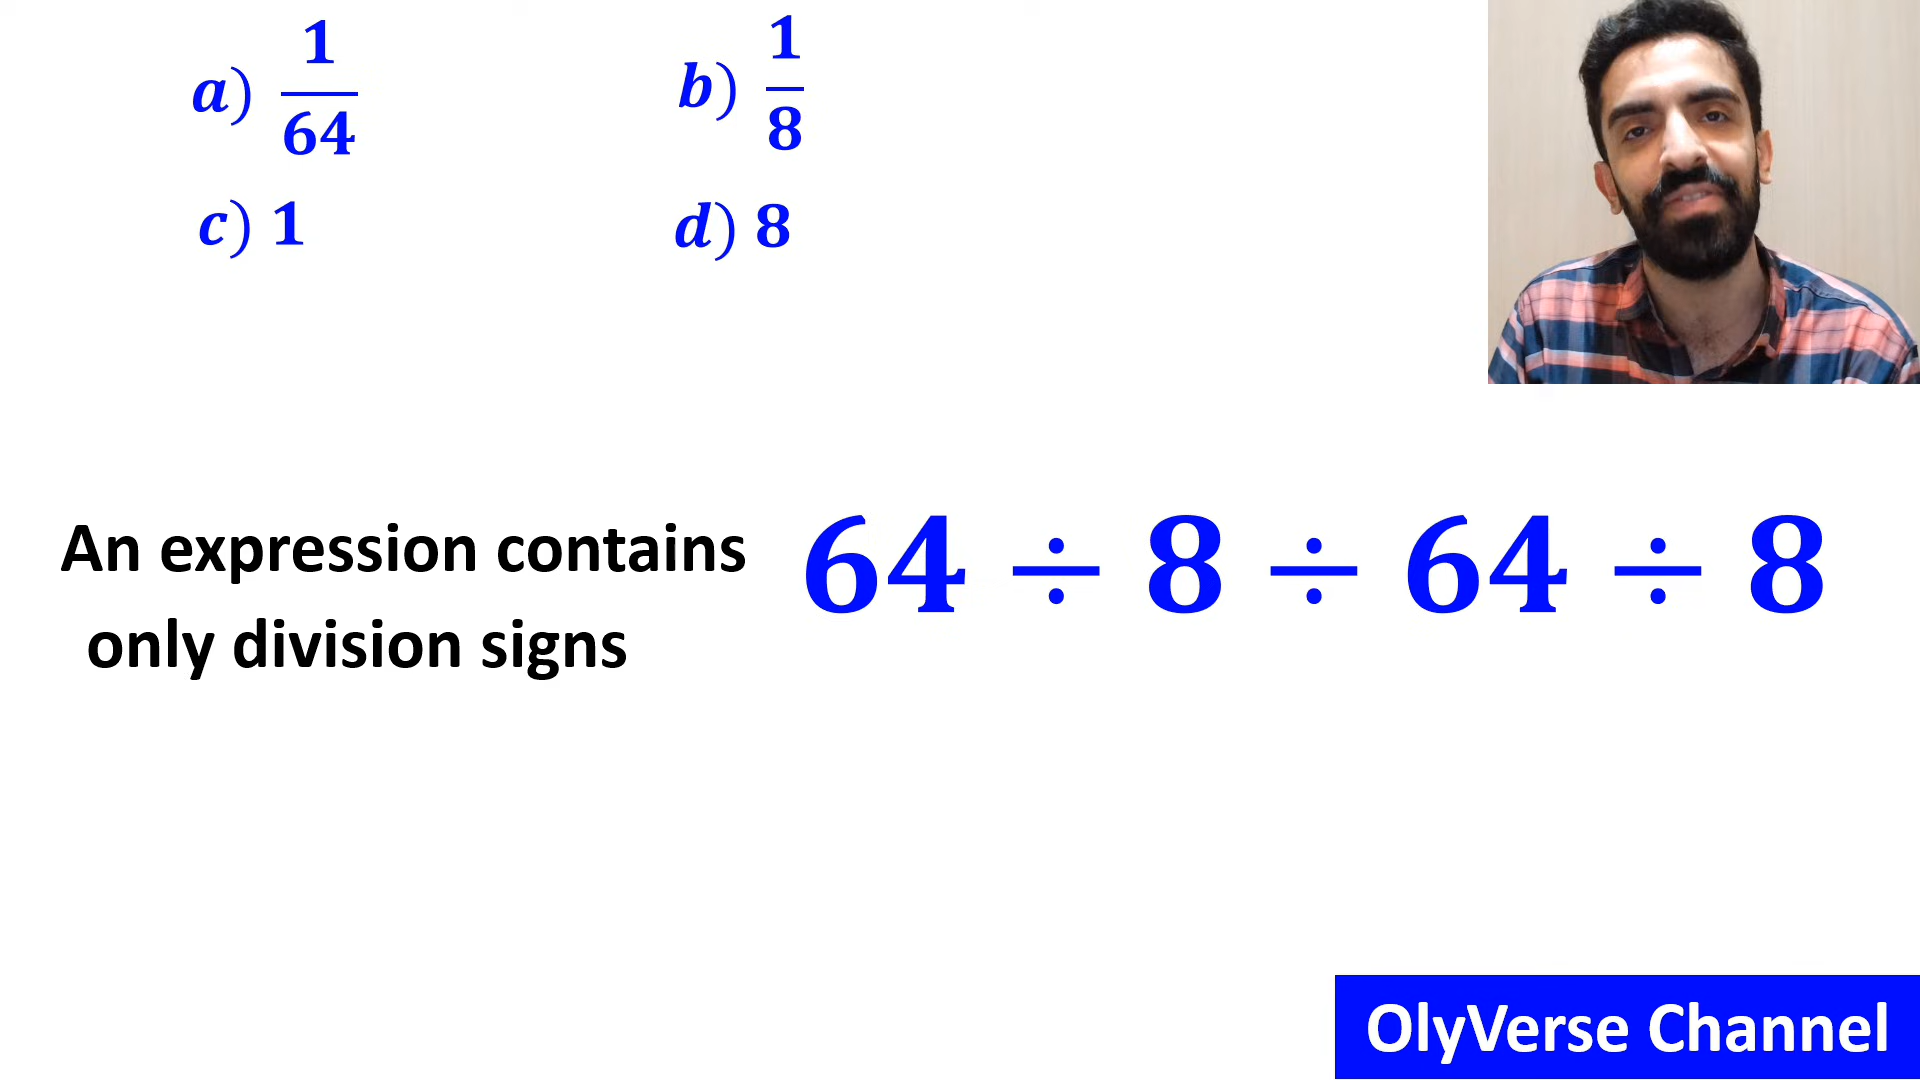 a) 1/64 b) 1/8
c) 1 d) 8
An expression contains 64 ÷ 8 ÷ 64 ÷ 8
only division signs
OlyVerse Channel